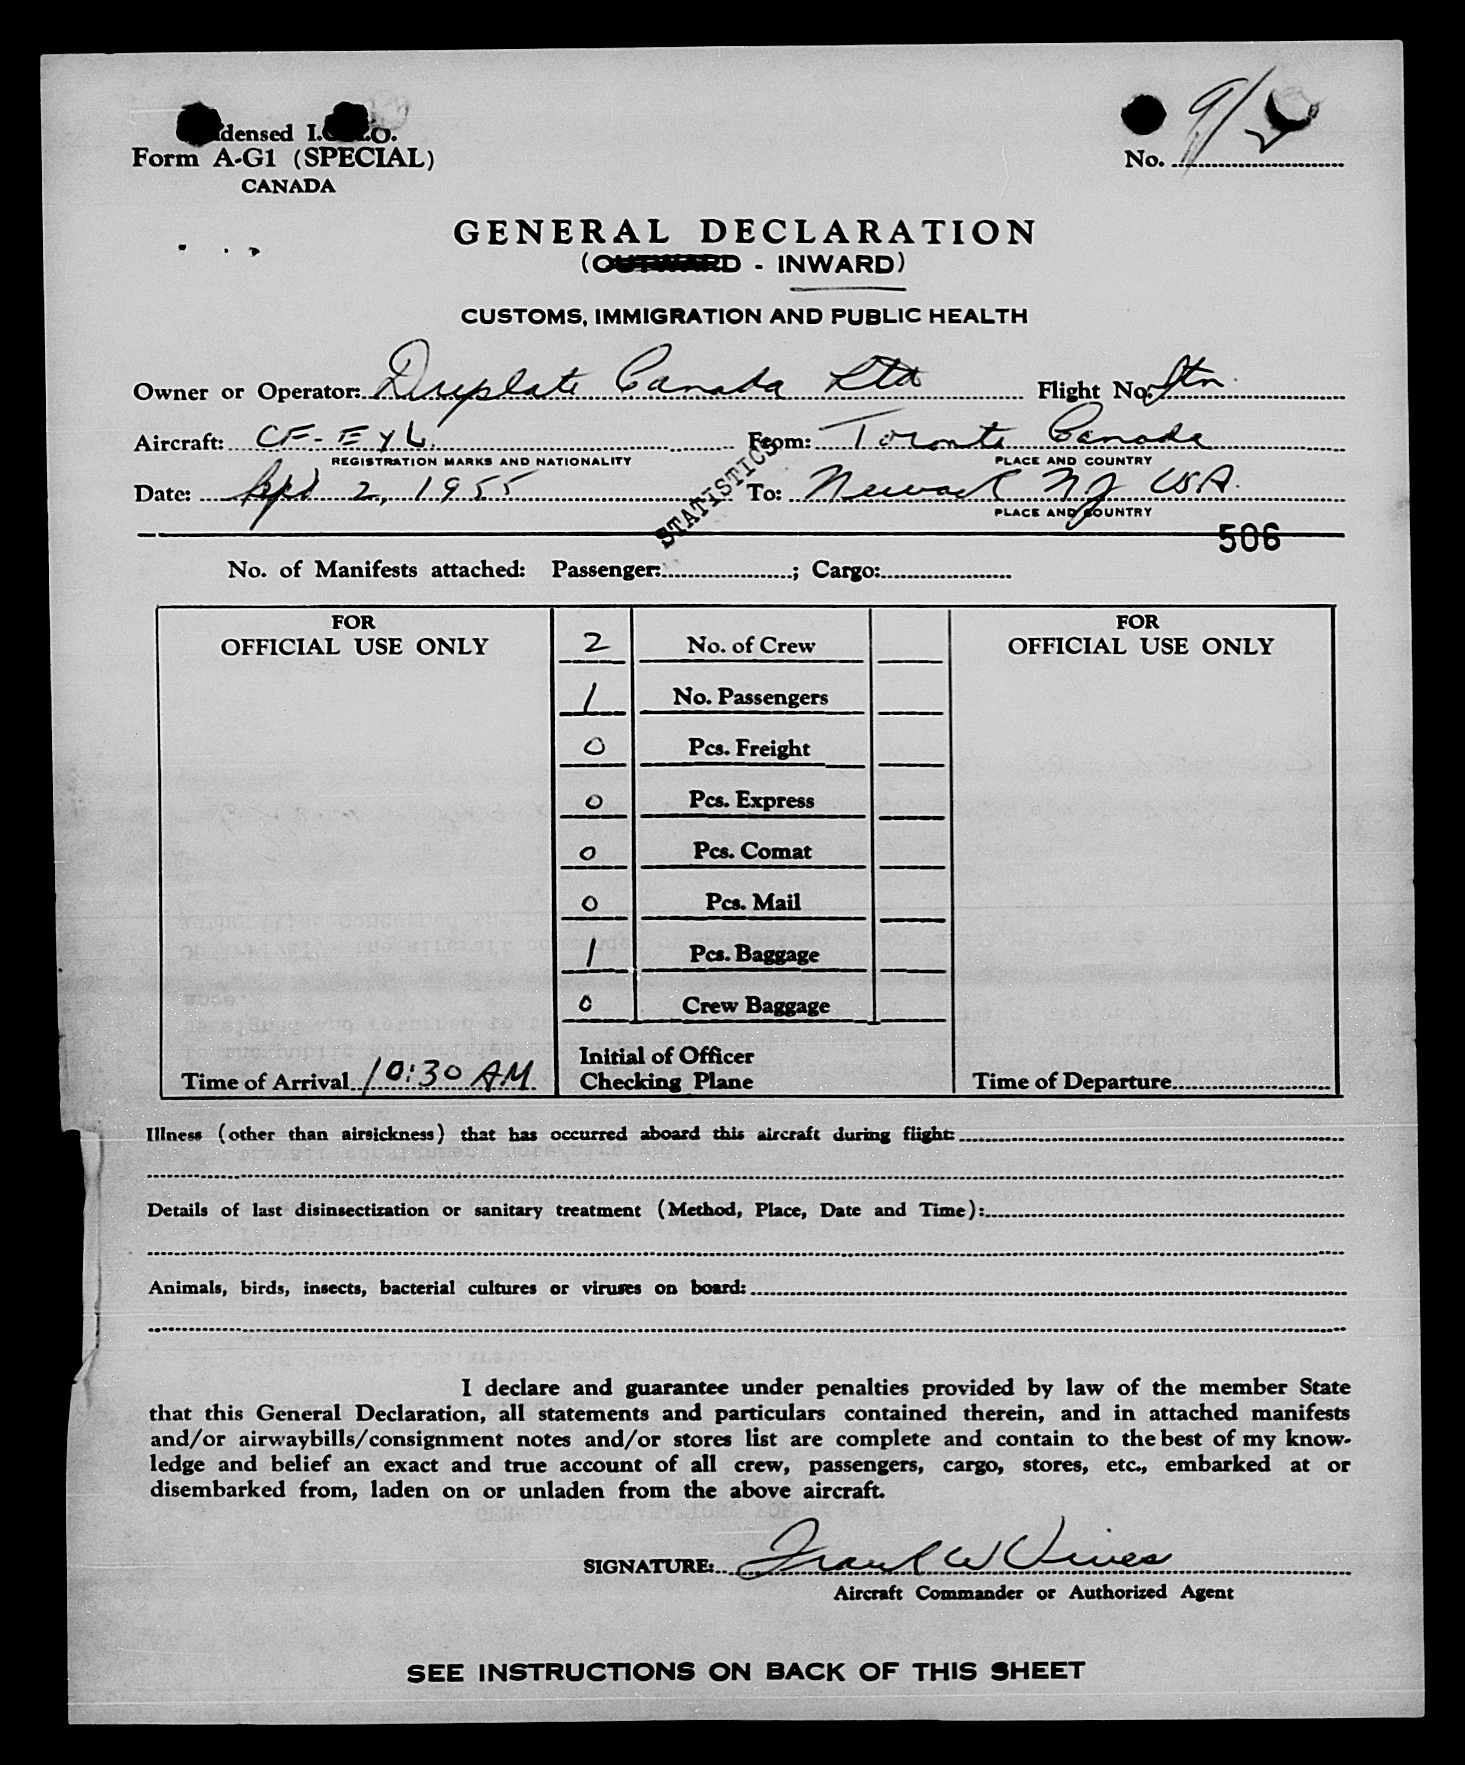 densed I. .O.
Form A-G1 (SPECIAL)
CANADA
No. 9/2
GENERAL DECLARATION
(OUTWARD - INWARD)
CUSTOMS, IMMIGRATION AND PUBLIC HEALTH
Owner or Operator: Duplate Canada Ltd Flight No. Itn
Aircraft: CF-EYL From: Toronto Canada
REGISTRATION MARKS AND NATIONALITY PLACE AND COUNTRY
Date: Sept 2, 1955 To: Newark NJ USA.
PLACE AND COUNTRY
STATISTICS
506
No. of Manifests attached: Passenger: ; Cargo:
FOR
OFFICIAL USE ONLY
2 No. of Crew
1 No. Passengers
0 Pcs. Freight
0 Pcs. Express
0 Pcs. Comat
0 Pcs. Mail
1 Pcs. Baggage
0 Crew Baggage
FOR
OFFICIAL USE ONLY
Time of Arrival 10:30 AM
Initial of Officer
Checking Plane
Time of Departure
Illness (other than airsickness) that has occurred aboard this aircraft during flight:
Details of last disinsectization or sanitary treatment (Method, Place, Date and Time):
Animals, birds, insects, bacterial cultures or viruses on board:
I declare and guarantee under penalties provided by law of the member State
that this General Declaration, all statements and particulars contained therein, and in attached manifests
and/or airwaybills/consignment notes and/or stores list are complete and contain to the best of my know-
ledge and belief an exact and true account of all crew, passengers, cargo, stores, etc., embarked at or
disembarked from, laden on or unladen from the above aircraft.
SIGNATURE: Frank W Vines
Aircraft Commander or Authorized Agent
SEE INSTRUCTIONS ON BACK OF THIS SHEET